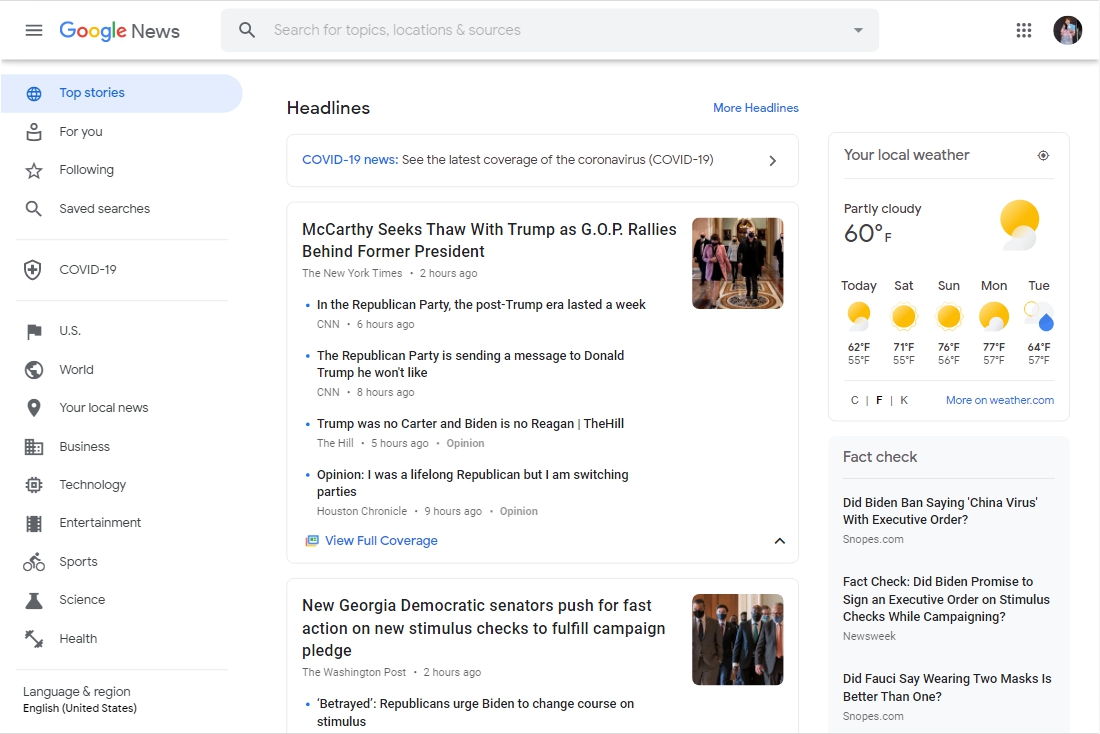 Google News
Search for topics, locations & sources
Top stories
For you
Following
Saved searches
COVID-19
U.S.
World
Your local news
Business
Technology
Entertainment
Sports
Science
Health
Language & region
English (United States)
Headlines
More Headlines
COVID-19 news: See the latest coverage of the coronavirus (COVID-19)
McCarthy Seeks Thaw With Trump as G.O.P. Rallies
Behind Former President
The New York Times • 2 hours ago
• In the Republican Party, the post-Trump era lasted a week
CNN • 6 hours ago
• The Republican Party is sending a message to Donald
Trump he won't like
CNN • 8 hours ago
• Trump was no Carter and Biden is no Reagan | TheHill
The Hill • 5 hours ago • Opinion
• Opinion: I was a lifelong Republican but I am switching
parties
Houston Chronicle • 9 hours ago • Opinion
View Full Coverage
New Georgia Democratic senators push for fast
action on new stimulus checks to fulfill campaign
pledge
The Washington Post • 2 hours ago
• ‘Betrayed’: Republicans urge Biden to change course on
stimulus
Your local weather
Partly cloudy
60°F
Today Sat Sun Mon Tue
62°F 71°F 76°F 77°F 64°F
55°F 55°F 56°F 57°F 57°F
C | F | K More on weather.com
Fact check
Did Biden Ban Saying 'China Virus'
With Executive Order?
Snopes.com
Fact Check: Did Biden Promise to
Sign an Executive Order on Stimulus
Checks While Campaigning?
Newsweek
Did Fauci Say Wearing Two Masks Is
Better Than One?
Snopes.com